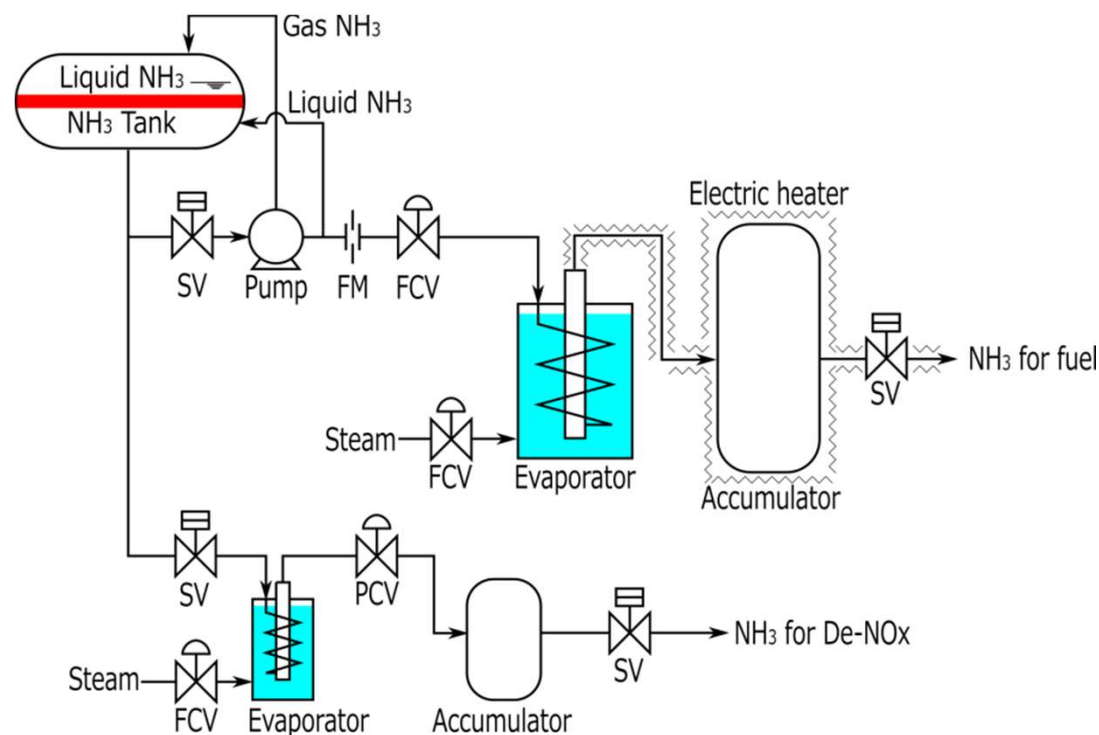 Gas NH₃
Liquid NH₃
NH₃ Tank
Liquid NH₃
SV
Pump
FM
FCV
Electric heater
SV
NH₃ for fuel
Steam
FCV
Evaporator
Accumulator
SV
PCV
SV
NH₃ for De-NOx
Steam
FCV
Evaporator
Accumulator